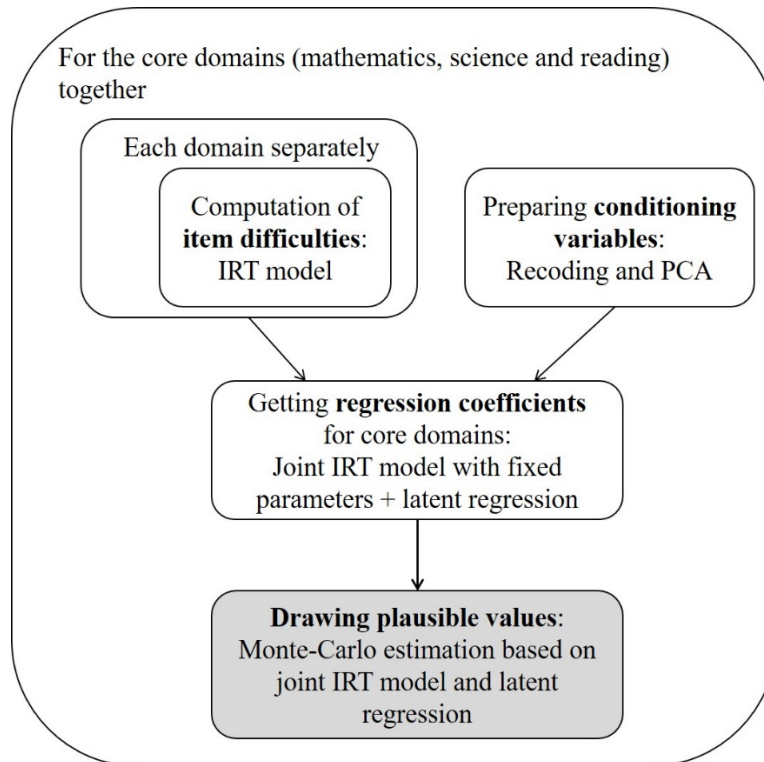 For the core domains (mathematics, science and reading)
together
Each domain separately
Computation of
item difficulties:
IRT model
Preparing conditioning
variables:
Recoding and PCA
Getting regression coefficients
for core domains:
Joint IRT model with fixed
parameters + latent regression
Drawing plausible values:
Monte-Carlo estimation based on
joint IRT model and latent
regression